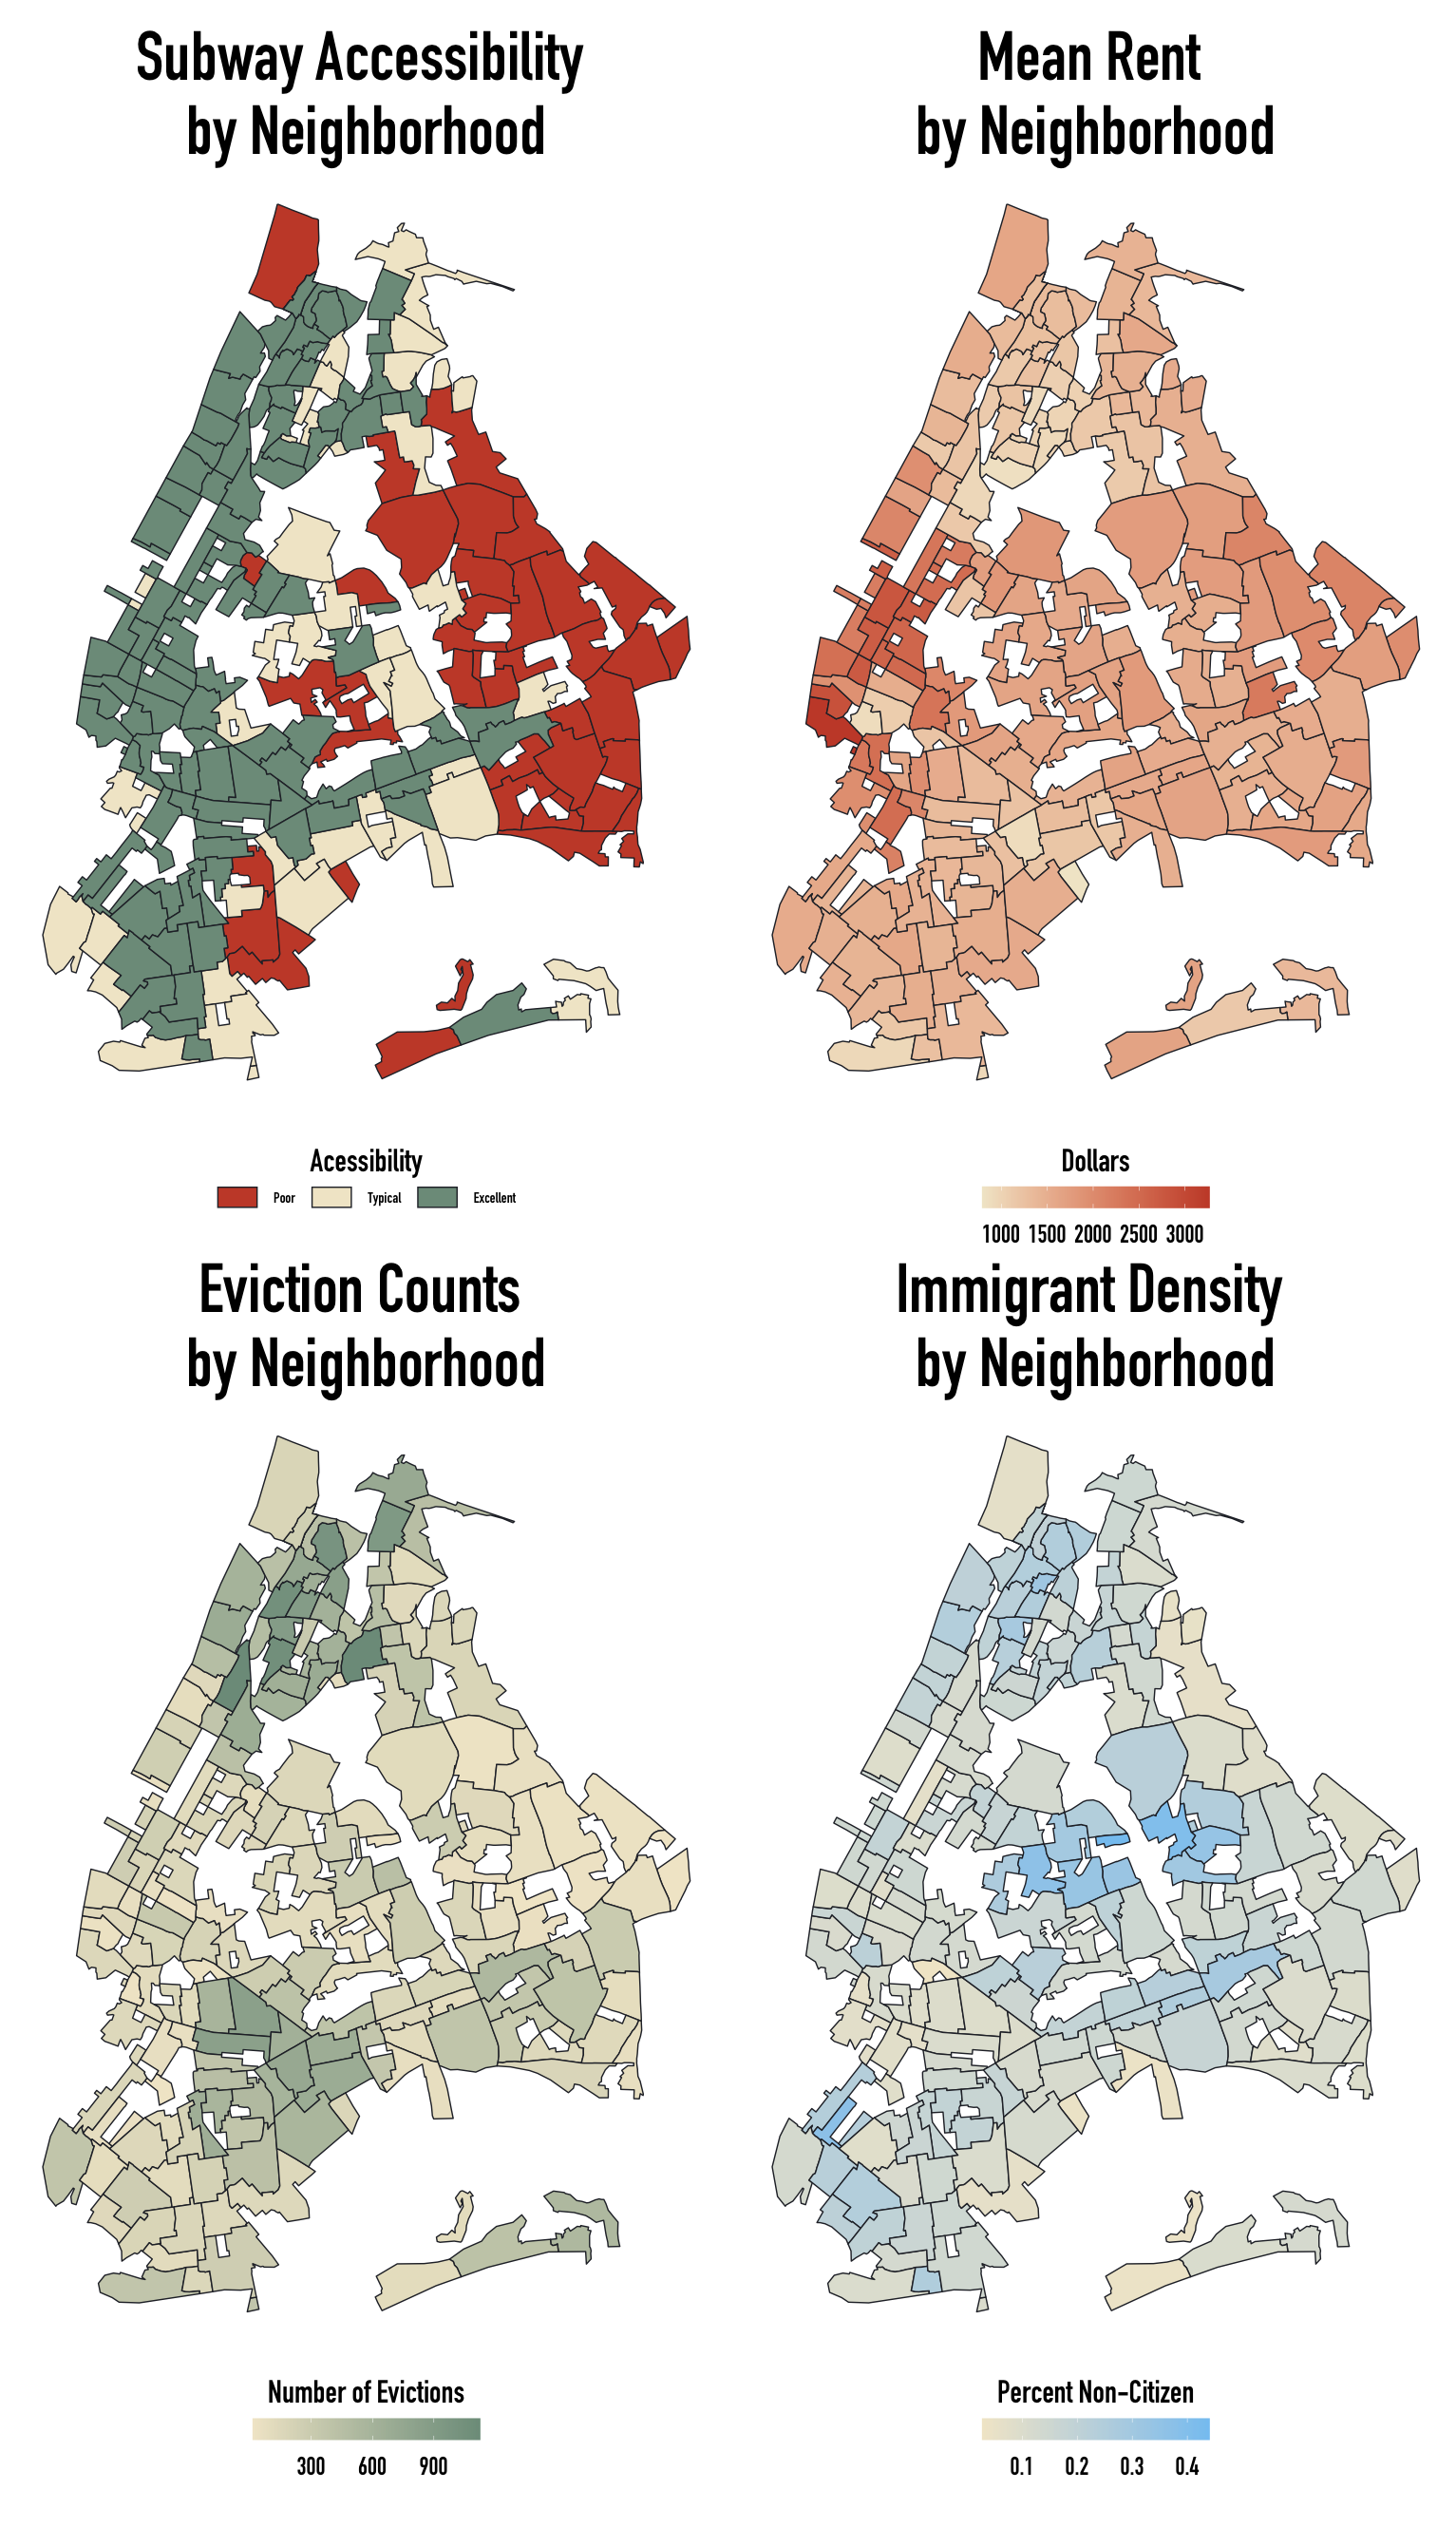 Subway Accessibility
by Neighborhood
Mean Rent
by Neighborhood
Acessibility
Poor Typical Excellent
Dollars
1000 1500 2000 2500 3000
Eviction Counts
by Neighborhood
Immigrant Density
by Neighborhood
Number of Evictions
300 600 900
Percent Non-Citizen
0.1 0.2 0.3 0.4